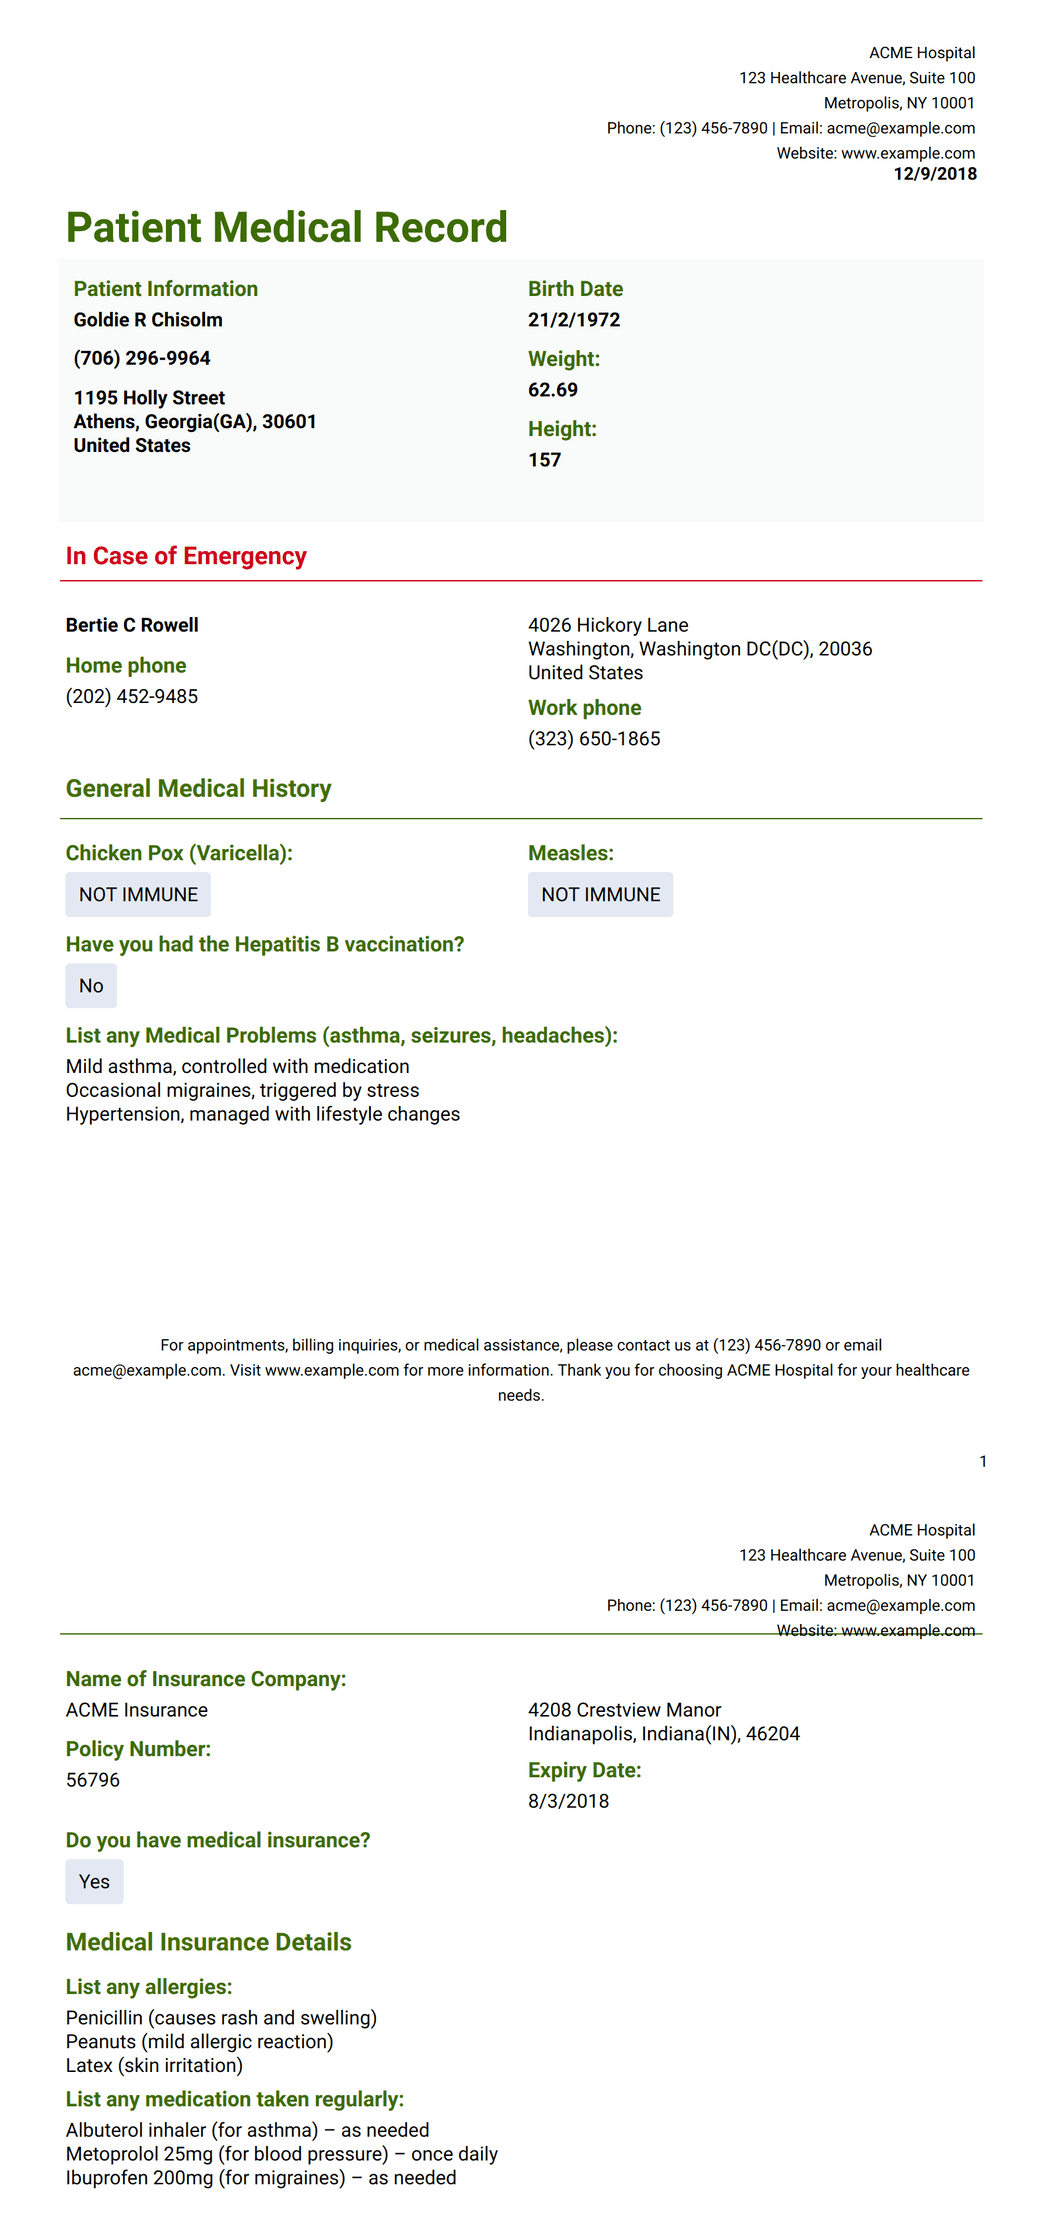 ACME Hospital
123 Healthcare Avenue, Suite 100
Metropolis, NY 10001
Phone: (123) 456-7890 | Email: acme@example.com
Website: www.example.com
12/9/2018
Patient Medical Record
Patient Information
Goldie R Chisolm
(706) 296-9964
1195 Holly Street
Athens, Georgia(GA), 30601
United States
Birth Date
21/2/1972
Weight:
62.69
Height:
157
In Case of Emergency
Bertie C Rowell
Home phone
(202) 452-9485
4026 Hickory Lane
Washington, Washington DC(DC), 20036
United States
Work phone
(323) 650-1865
General Medical History
Chicken Pox (Varicella):
NOT IMMUNE
Measles:
NOT IMMUNE
Have you had the Hepatitis B vaccination?
No
List any Medical Problems (asthma, seizures, headaches):
Mild asthma, controlled with medication
Occasional migraines, triggered by stress
Hypertension, managed with lifestyle changes
For appointments, billing inquiries, or medical assistance, please contact us at (123) 456-7890 or email
acme@example.com. Visit www.example.com for more information. Thank you for choosing ACME Hospital for your healthcare
needs.
1
ACME Hospital
123 Healthcare Avenue, Suite 100
Metropolis, NY 10001
Phone: (123) 456-7890 | Email: acme@example.com
Website: www.example.com
Name of Insurance Company:
ACME Insurance
Policy Number:
56796
4208 Crestview Manor
Indianapolis, Indiana(IN), 46204
Expiry Date:
8/3/2018
Do you have medical insurance?
Yes
Medical Insurance Details
List any allergies:
Penicillin (causes rash and swelling)
Peanuts (mild allergic reaction)
Latex (skin irritation)
List any medication taken regularly:
Albuterol inhaler (for asthma) – as needed
Metoprolol 25mg (for blood pressure) – once daily
Ibuprofen 200mg (for migraines) – as needed